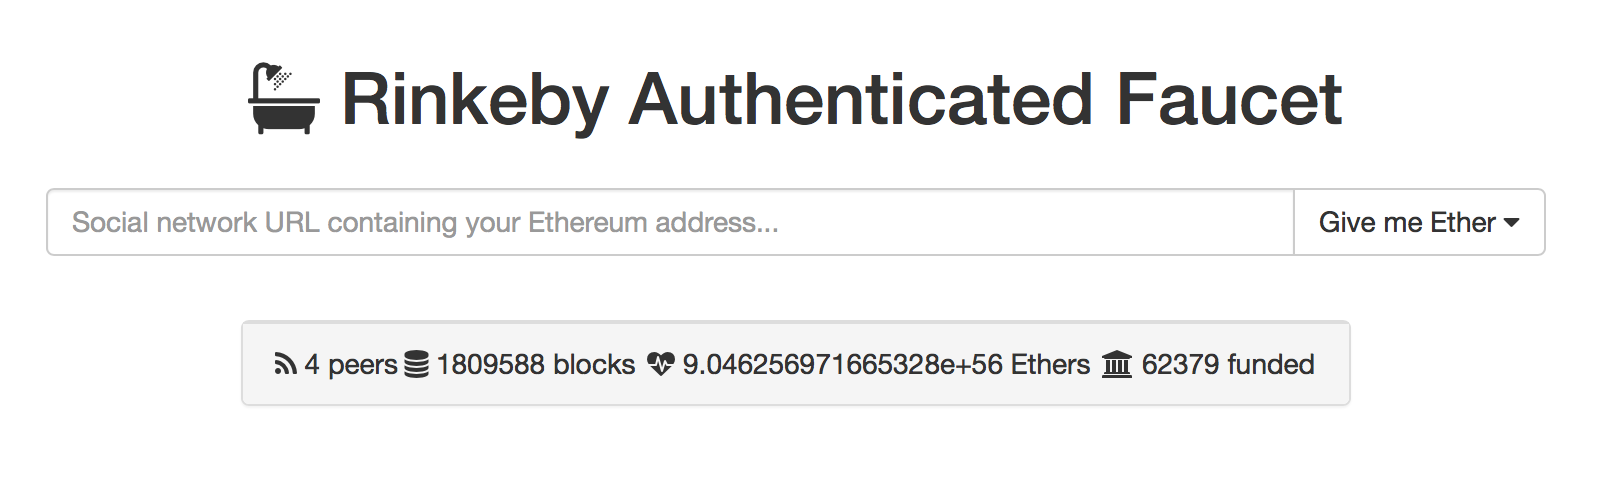 Rinkeby Authenticated Faucet
Social network URL containing your Ethereum address... Give me Ether
4 peers 1809588 blocks 9.046256971665328e+56 Ethers 62379 funded